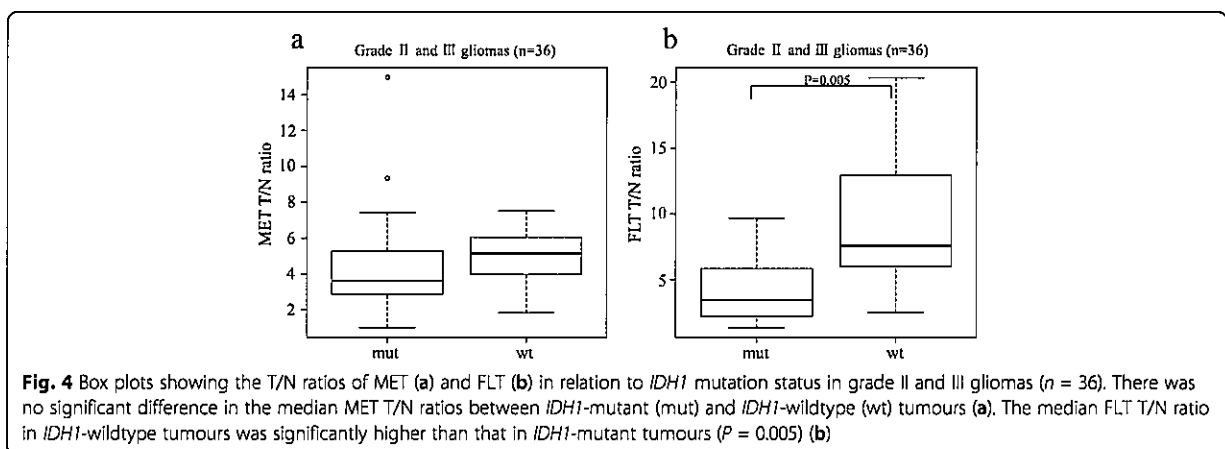 a
Grade II and III gliomas (n=36)
14
12
10
8
6
4
2
MET T/N ratio
mut
wt
b
Grade II and III gliomas (n=36)
P=0.005
20
15
10
5
FLT T/N ratio
mut
wt
Fig. 4 Box plots showing the T/N ratios of MET (a) and FLT (b) in relation to IDH1 mutation status in grade II and III gliomas (n = 36). There was
no significant difference in the median MET T/N ratios between IDH1-mutant (mut) and IDH1-wildtype (wt) tumours (a). The median FLT T/N ratio
in IDH1-wildtype tumours was significantly higher than that in IDH1-mutant tumours (P = 0.005) (b)